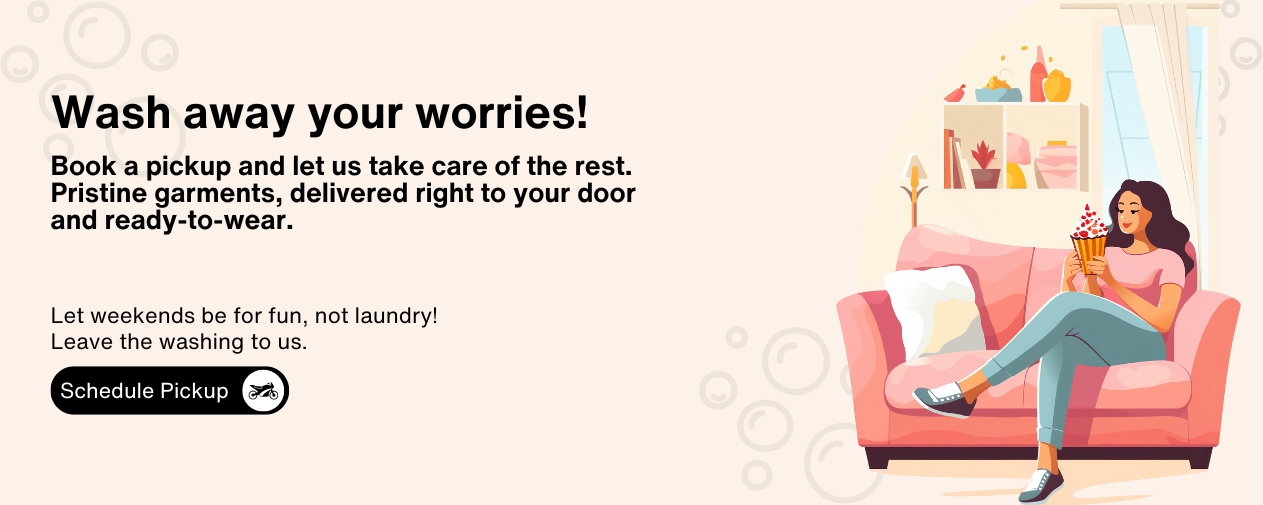 Wash away your worries!
Book a pickup and let us take care of the rest.
Pristine garments, delivered right to your door
and ready-to-wear.
Let weekends be for fun, not laundry!
Leave the washing to us.
Schedule Pickup